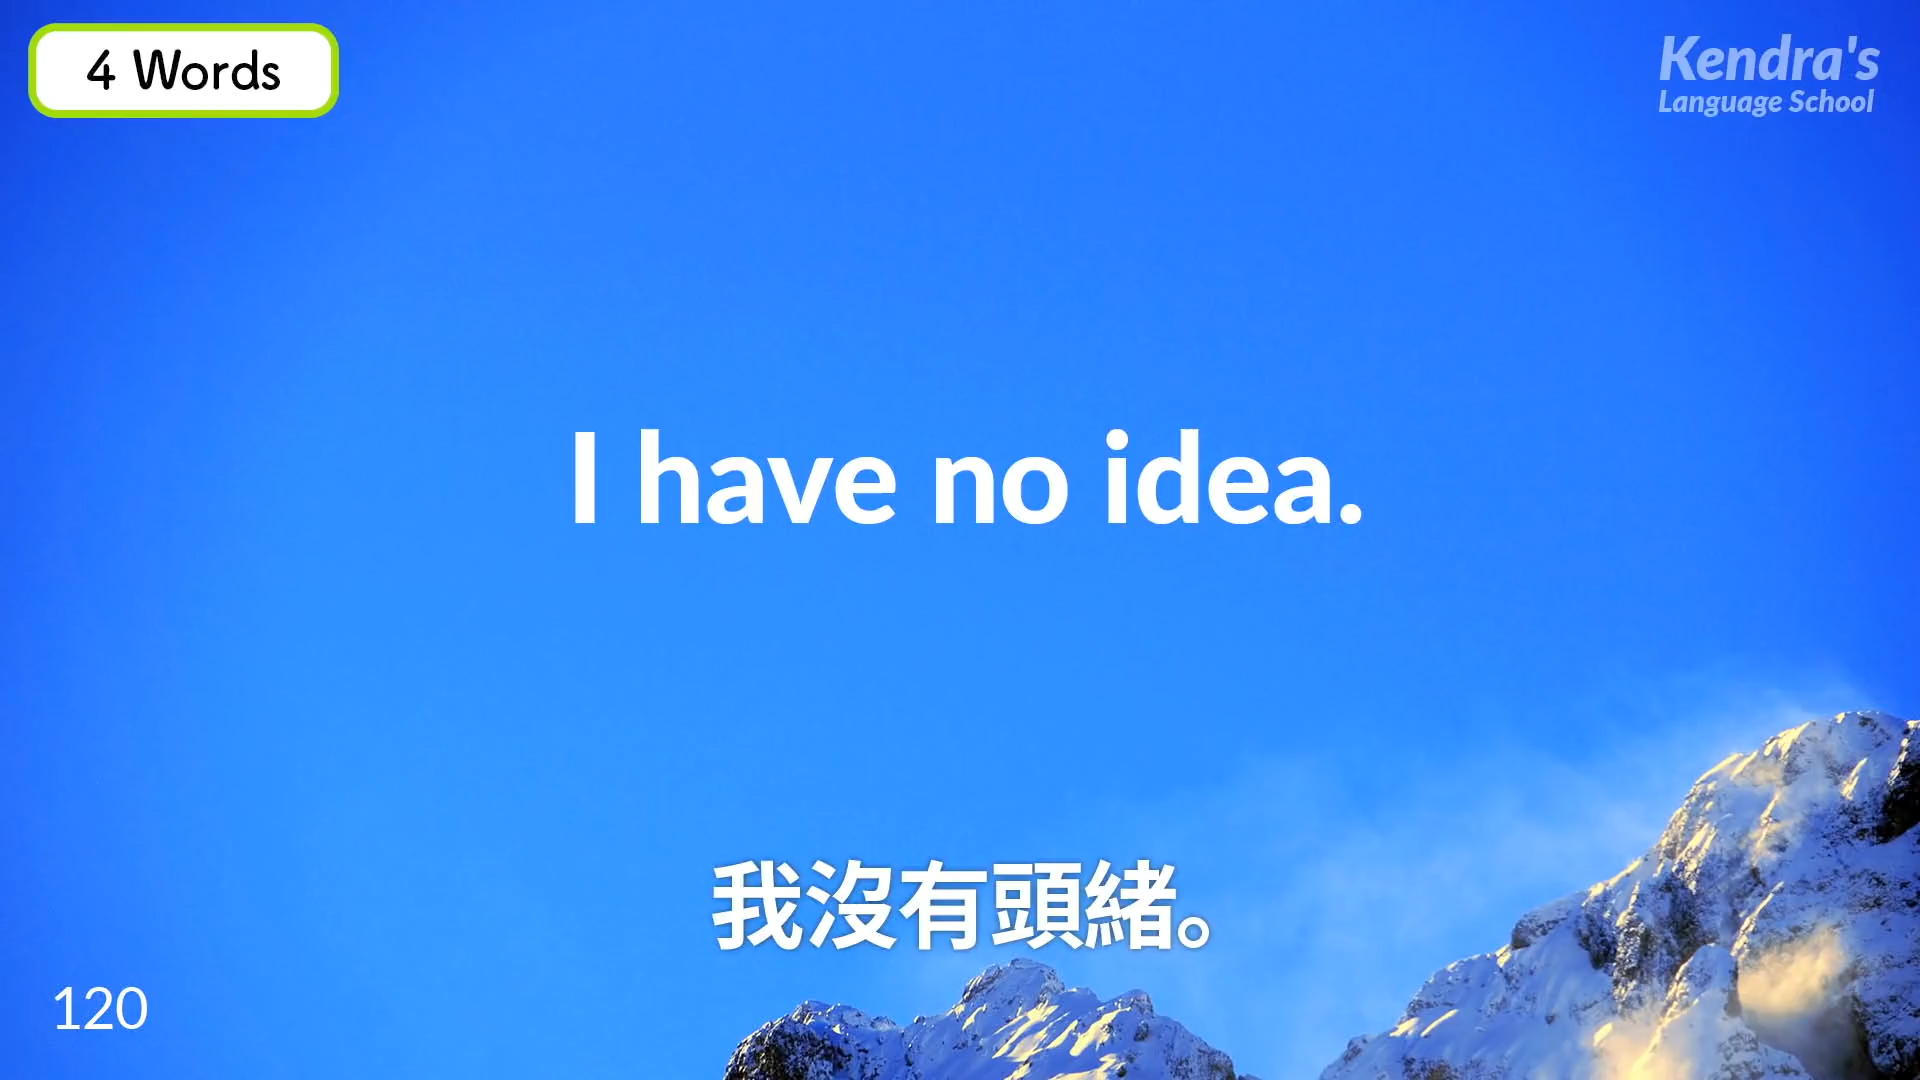 4 Words
Kendra's
Language School
I have no idea.
我沒有頭緒。
120